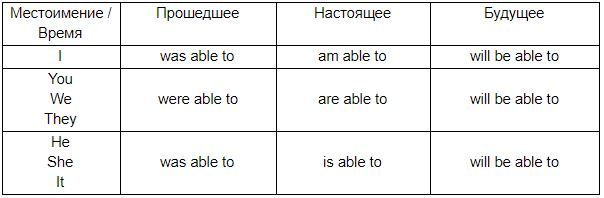 Местоимение / Время Прошедшее Настоящее Будущее
I was able to am able to will be able to
You
We were able to are able to will be able to
They
He
She was able to is able to will be able to
It